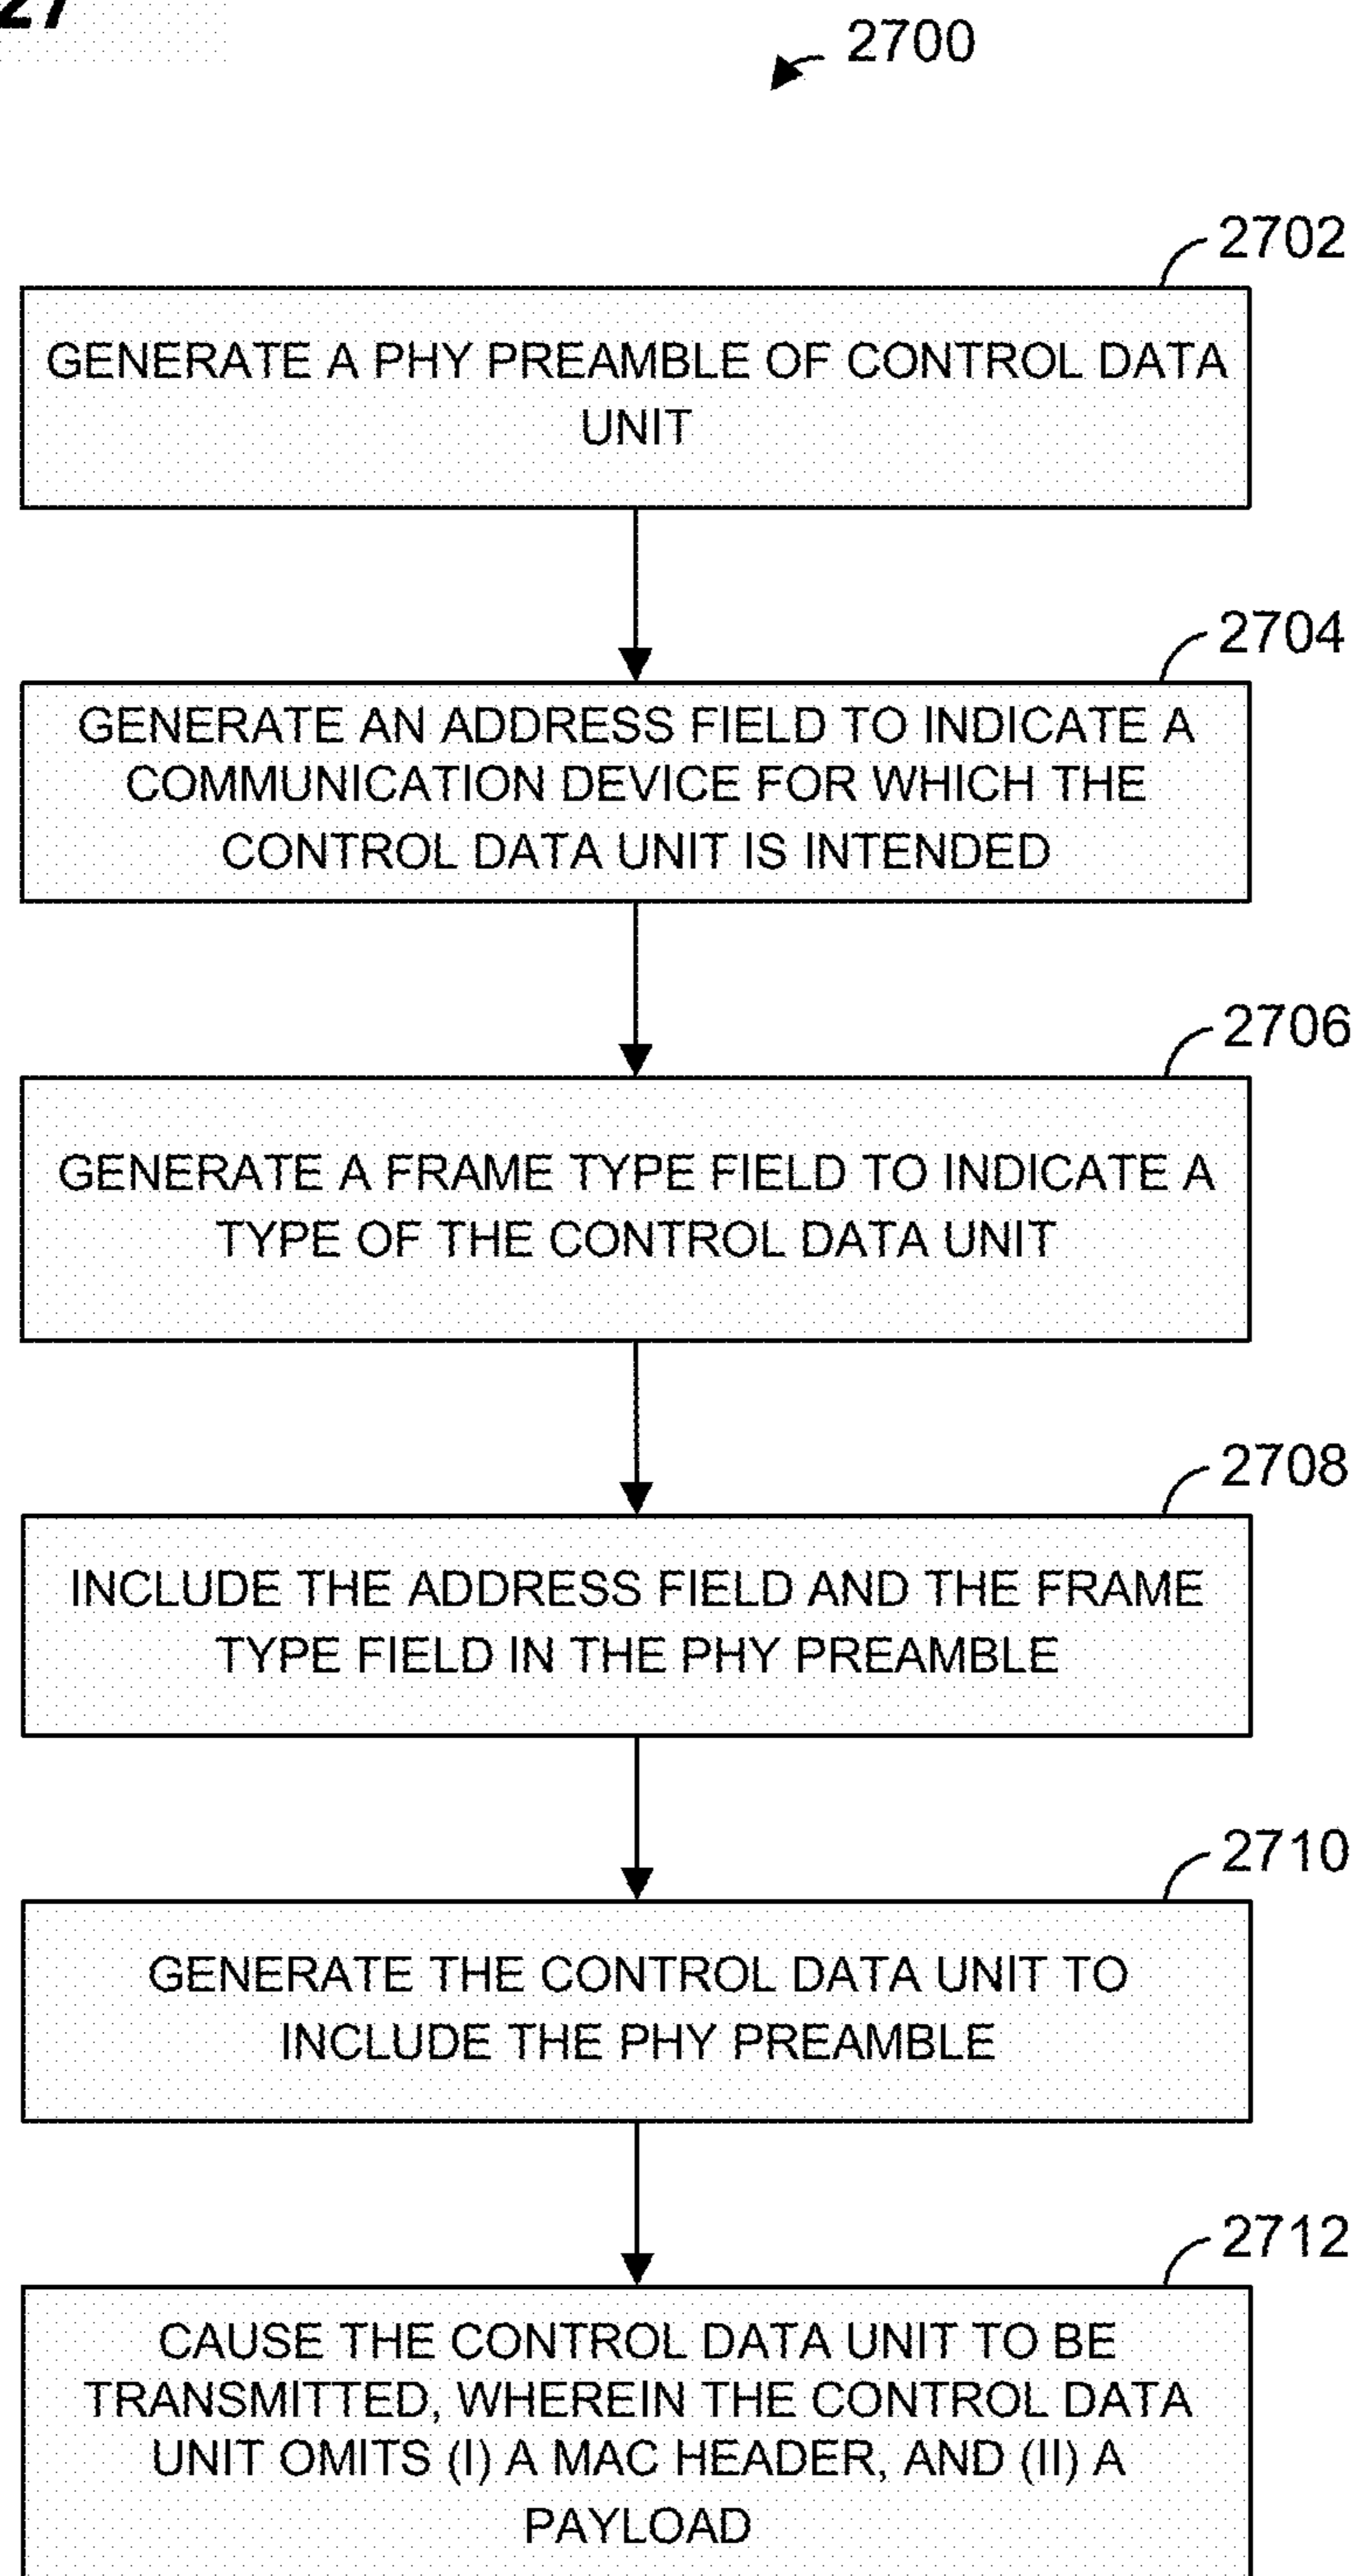 27
2700
2702
GENERATE A PHY PREAMBLE OF CONTROL DATA
UNIT
2704
GENERATE AN ADDRESS FIELD TO INDICATE A
COMMUNICATION DEVICE FOR WHICH THE
CONTROL DATA UNIT IS INTENDED
2706
GENERATE A FRAME TYPE FIELD TO INDICATE A
TYPE OF THE CONTROL DATA UNIT
2708
INCLUDE THE ADDRESS FIELD AND THE FRAME
TYPE FIELD IN THE PHY PREAMBLE
2710
GENERATE THE CONTROL DATA UNIT TO
INCLUDE THE PHY PREAMBLE
2712
CAUSE THE CONTROL DATA UNIT TO BE
TRANSMITTED, WHEREIN THE CONTROL DATA
UNIT OMITS (I) A MAC HEADER, AND (II) A
PAYLOAD